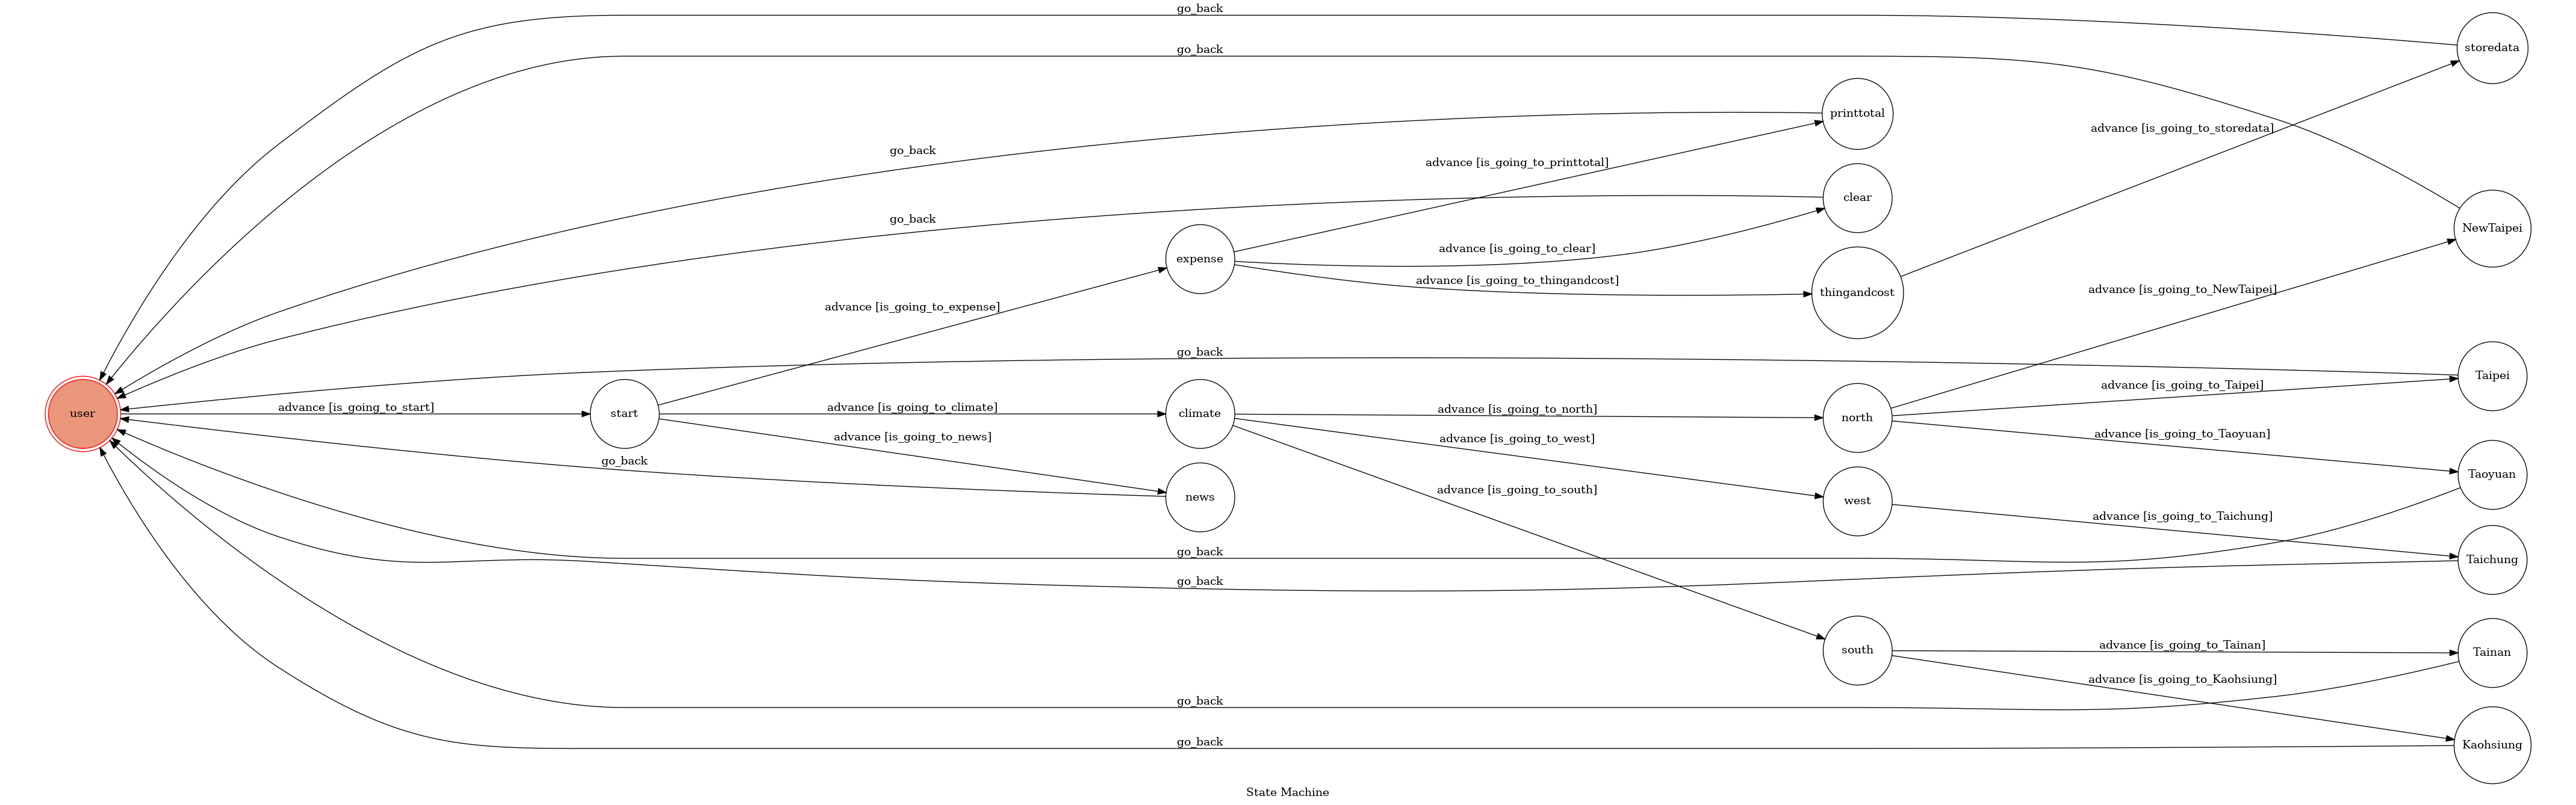 go_back
storedata
go_back
printtotal
advance [is_going_to_storedata]
go_back
advance [is_going_to_printtotal]
clear
go_back
NewTaipei
advance [is_going_to_clear]
expense
advance [is_going_to_thingandcost]
thingandcost
advance [is_going_to_NewTaipei]
advance [is_going_to_expense]
go_back
Taipei
advance [is_going_to_Taipei]
user
advance [is_going_to_start]
start
advance [is_going_to_climate]
climate
advance [is_going_to_north]
north
advance [is_going_to_Taoyuan]
advance [is_going_to_news]
advance [is_going_to_west]
go_back
Taoyuan
advance [is_going_to_south]
news
west
advance [is_going_to_Taichung]
go_back
Taichung
go_back
south
advance [is_going_to_Tainan]
Tainan
advance [is_going_to_Kaohsiung]
go_back
go_back
Kaohsiung
State Machine